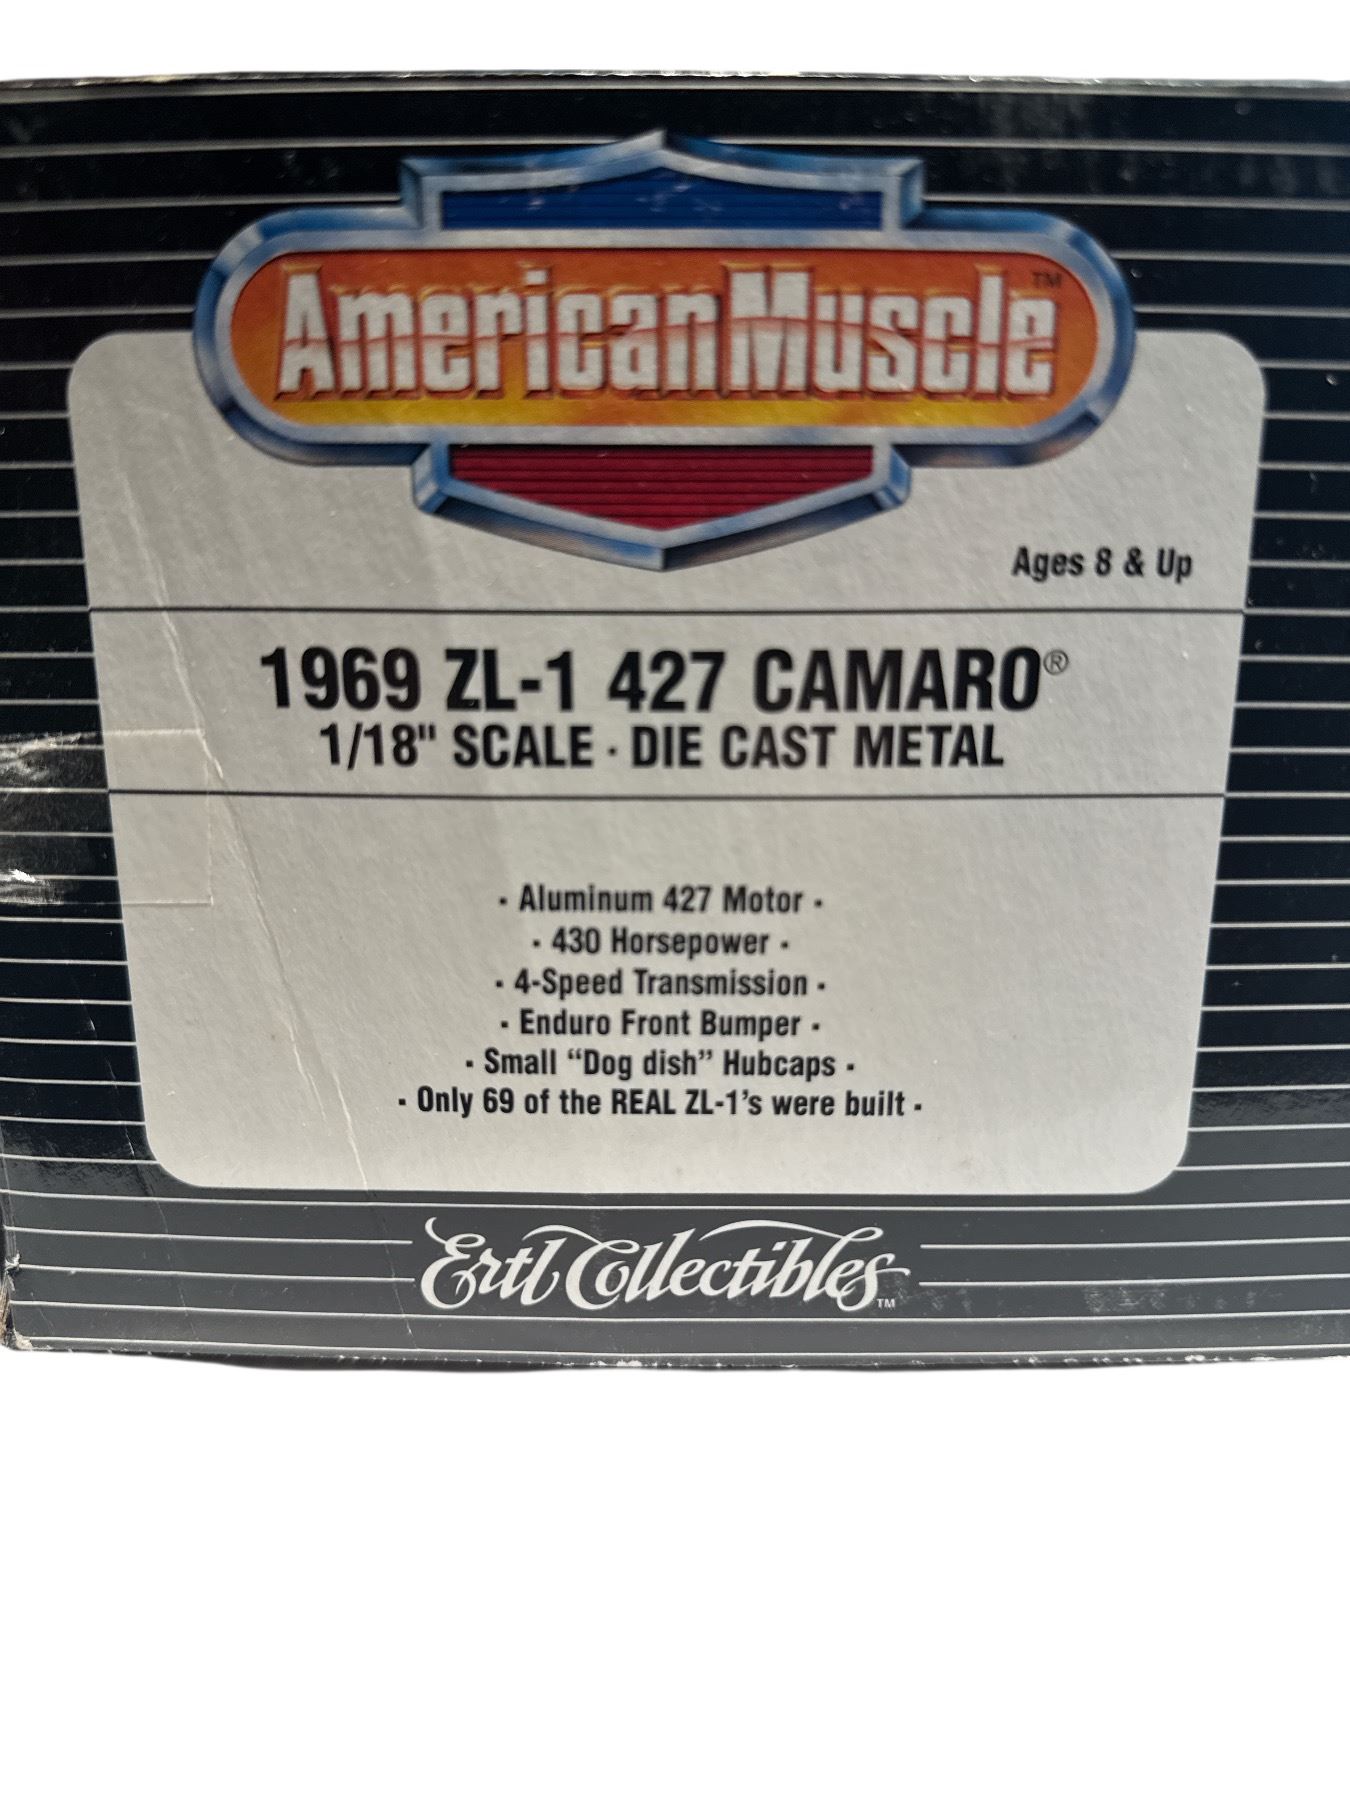 AmericanMuscle™
Ages 8 & Up
1969 ZL-1 427 CAMARO®
1/18" SCALE · DIE CAST METAL
· Aluminum 427 Motor ·
· 430 Horsepower ·
· 4-Speed Transmission ·
· Enduro Front Bumper ·
· Small “Dog dish” Hubcaps ·
· Only 69 of the REAL ZL-1’s were built ·
Ertl Collectibles™